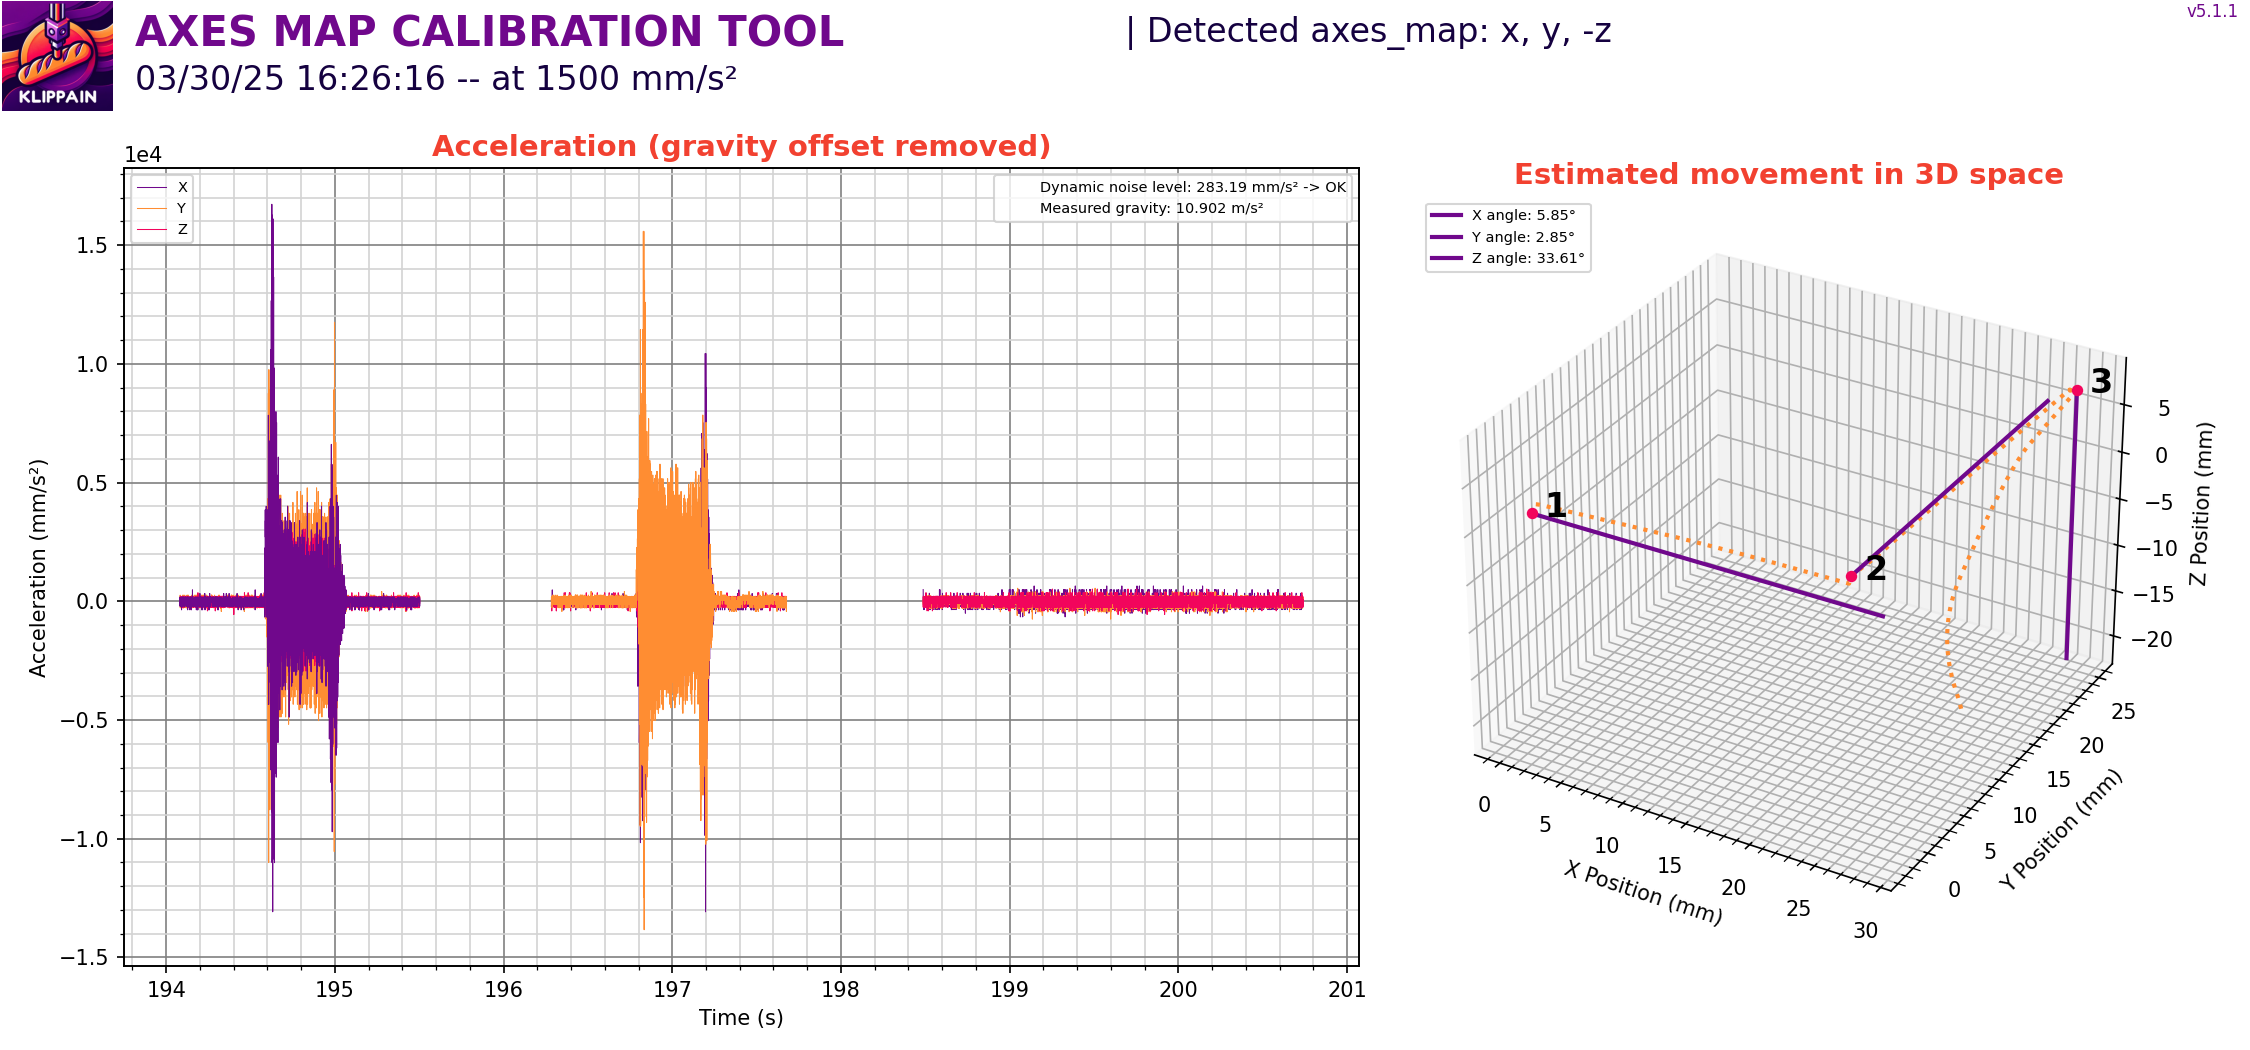 KLIPPAIN
AXES MAP CALIBRATION TOOL
03/30/25 16:26:16 -- at 1500 mm/s²
| Detected axes_map: x, y, -z
v5.1.1
Acceleration (gravity offset removed)
1e4
X
Y
Z
Dynamic noise level: 283.19 mm/s² -> OK
Measured gravity: 10.902 m/s²
Acceleration (mm/s²)
1.5
1.0
0.5
0.0
−0.5
−1.0
−1.5
194 195 196 197 198 199 200 201
Time (s)
Estimated movement in 3D space
X angle: 5.85°
Y angle: 2.85°
Z angle: 33.61°
1
2
3
5
0
−5
−10
−15
−20
Z Position (mm)
25
20
15
10
5
0
Y Position (mm)
0
5
10
15
20
25
30
X Position (mm)